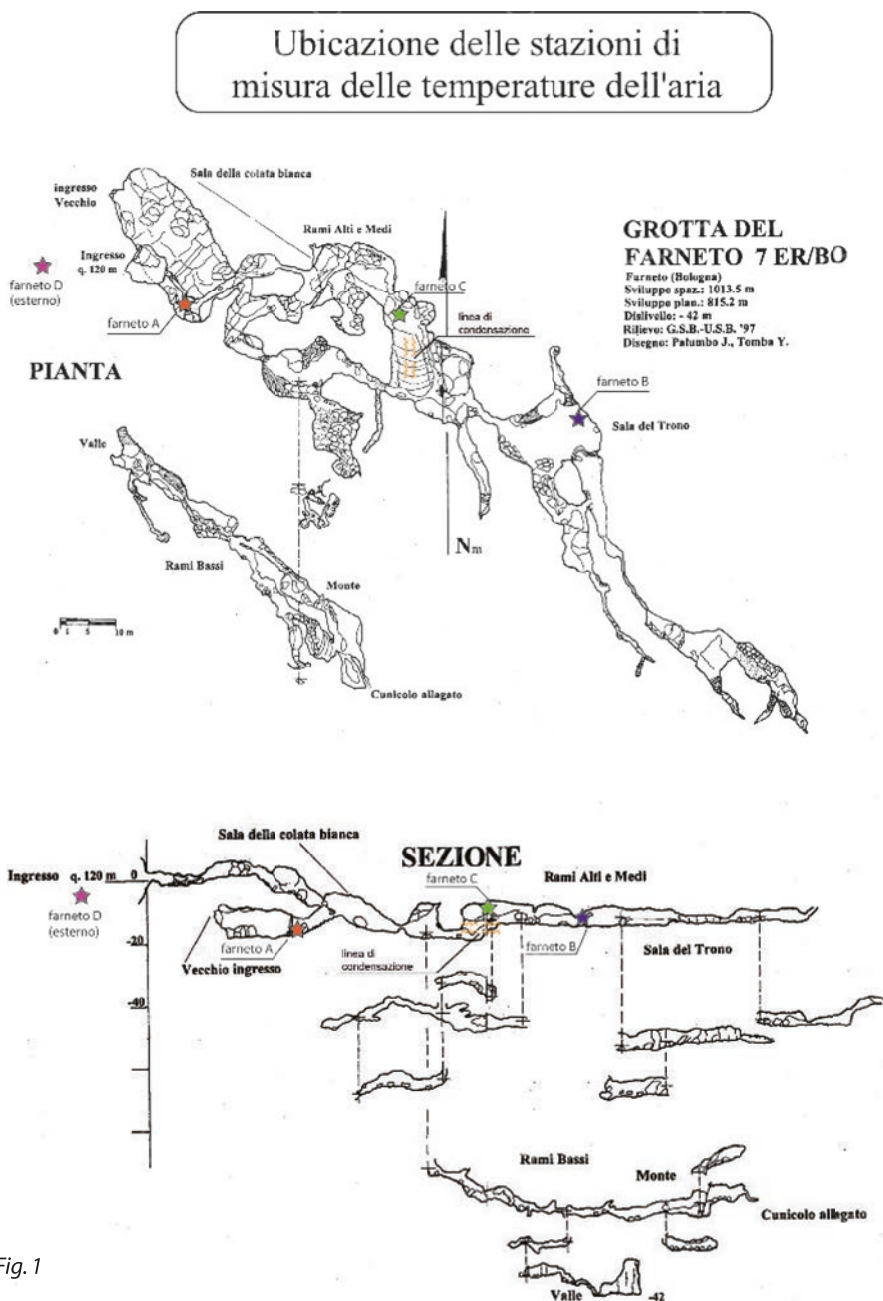 Ubicazione delle stazioni di
misura delle temperature dell'aria
Sala della colata bianca
ingresso
Vecchio
Rami Alti e Medi
Ingresso
q. 120 m
farneto D
(esterno)
farneto A
farneto C
linea di
condensazione
GROTTA DEL
FARNETO 7 ER/BO
Farneto (Bologna)
Sviluppo spaz.: 1013.5 m
Sviluppo plan.: 815.2 m
Dislivello: - 42 m
Rilievo: G.S.B.-U.S.B. '97
Disegno: Palumbo J., Tomba Y.
PIANTA
farneto B
Sala del Trono
Valle
Rami Bassi
Monte
Nm
0 1 5 10 m
Cunicolo allagato
Sala della colata bianca
SEZIONE
Ingresso q. 120 m
0
farneto C
Rami Alti e Medi
farneto D
(esterno)
farneto A
farneto B
-20
Vecchio ingresso
linea di
condensazione
Sala del Trono
-40
Rami Bassi
Monte
Cunicolo allagato
Fig. 1
Valle
-42